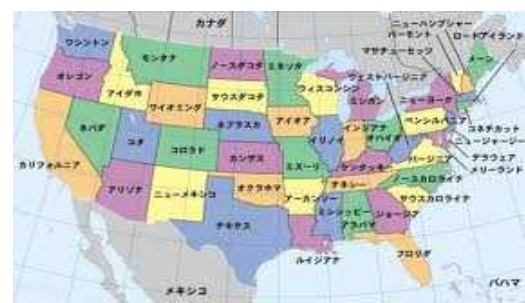 カナダ
ニューハンプシャー
バーモント
ロードアイランド
マサチューセッツ
メーン
ワシントン
モンタナ
ノースダコタ
ミネソタ
ウェストバージニア
オレゴン
アイダホ
サウスダコタ
ウィスコンシン
ミシガン
ニューヨーク
ワイオミング
ネブラスカ
アイオワ
ペンシルバニア
ネバダ
ユタ
コロラド
イリノイ
インディアナ
オハイオ
コネチカット
ニュージャージー
カリフォルニア
カンザス
ミズーリ
ケンタッキー
バージニア
デラウェア
メリーランド
アリゾナ
ニューメキシコ
オクラホマ
テネシー
ノースカロライナ
アーカンソー
サウスカロライナ
テキサス
ミシシッピー
アラバマ
ジョージア
ルイジアナ
フロリダ
メキシコ
バハマ